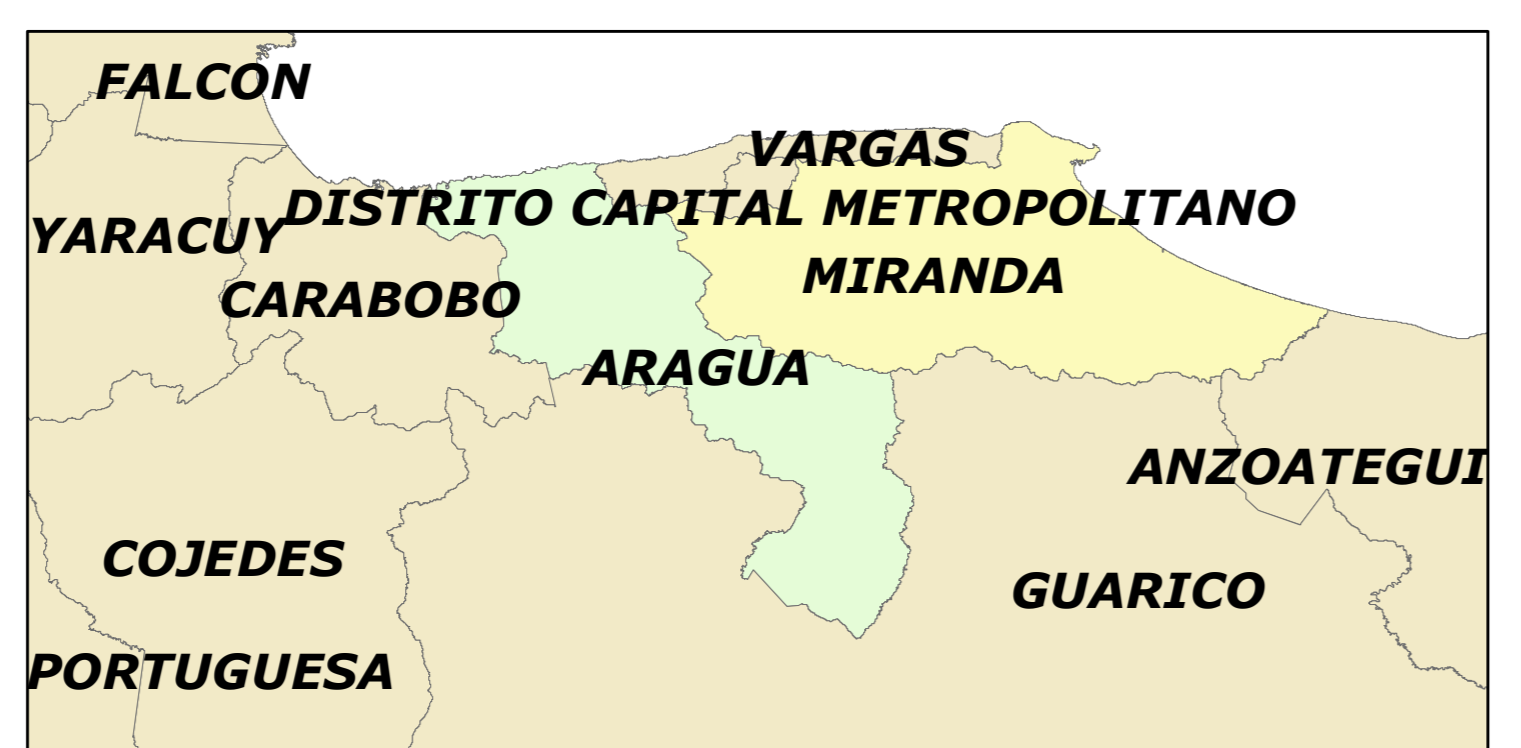 FALCON
VARGAS
DISTRITO CAPITAL METROPOLITANO
YARACUY
MIRANDA
CARABOBO
ARAGUA
ANZOATEGUI
COJEDES
GUARICO
PORTUGUESA